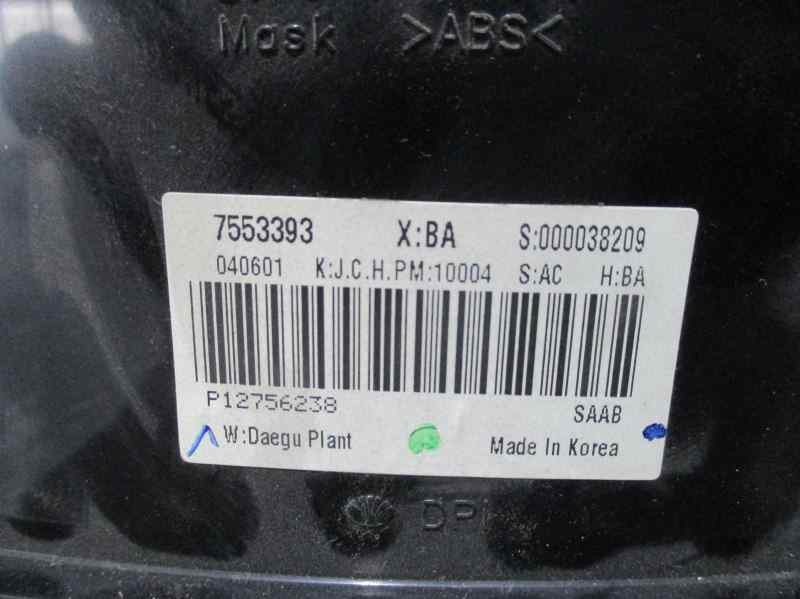 Mask >ABS<
7553393 X:BA S:000038209
040601 K:J.C.H.PM:10004 S:AC H:BA
P12756238 SAAB
W:Daegu Plant Made In Korea